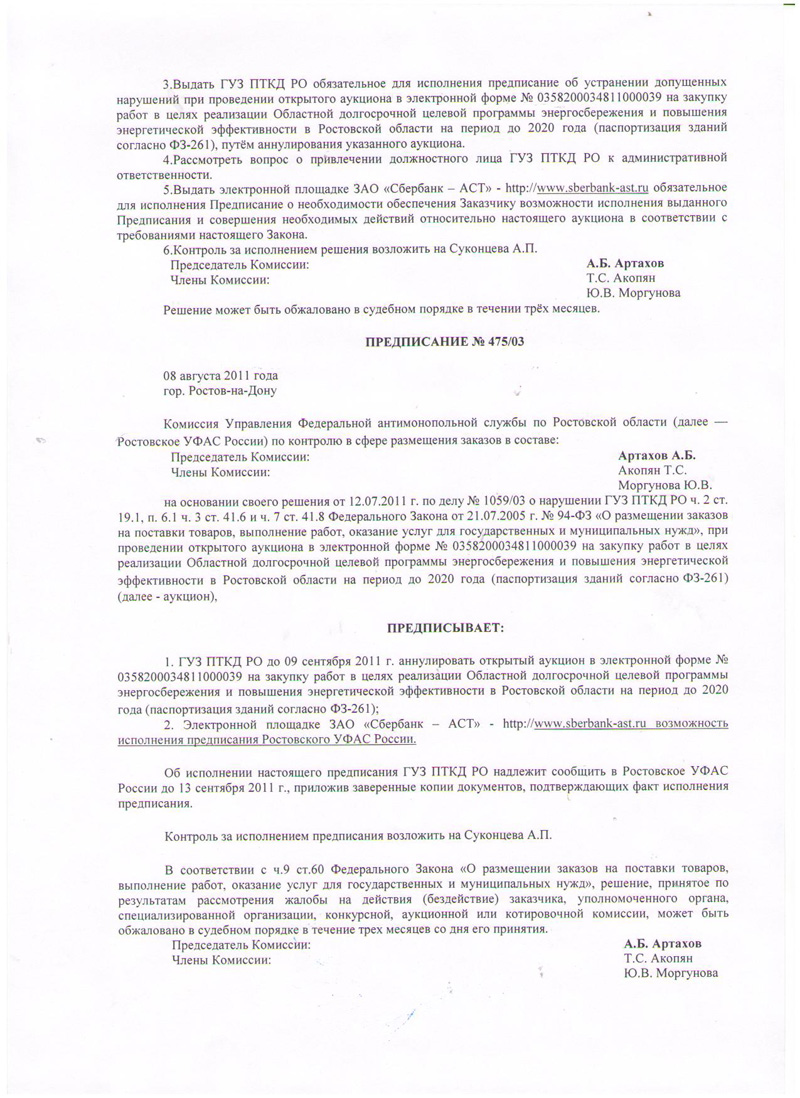 3.Выдать ГУЗ ПТКД РО обязательное для исполнения предписание об устранении допущенных
нарушений при проведении открытого аукциона в электронной форме № 0358200034811000039 на закупку
работ в целях реализации Областной долгосрочной целевой программы энергосбережения и повышения
энергетической эффективности в Ростовской области на период до 2020 года (паспортизация зданий
согласно ФЗ-261), путём аннулирования указанного аукциона.
4.Рассмотреть вопрос о привлечении должностного лица ГУЗ ПТКД РО к административной
ответственности.
5.Выдать электронной площадке ЗАО «Сбербанк – АСТ» - http://www.sberbank-ast.ru обязательное
для исполнения Предписание о необходимости обеспечения Заказчику возможности исполнения выданного
Предписания и совершения необходимых действий относительно настоящего аукциона в соответствии с
требованиями настоящего Закона.
6.Контроль за исполнением решения возложить на Суконцева А.П.
Председатель Комиссии: А.Б. Артахов
Члены Комиссии: Т.С. Акопян
Ю.В. Моргунова
Решение может быть обжаловано в судебном порядке в течении трёх месяцев.
ПРЕДПИСАНИЕ № 475/03
08 августа 2011 года
гор. Ростов-на-Дону
Комиссия Управления Федеральной антимонопольной службы по Ростовской области (далее —
Ростовское УФАС России) по контролю в сфере размещения заказов в составе:
Председатель Комиссии: Артахов А.Б.
Члены Комиссии: Акопян Т.С.
Моргунова Ю.В.
на основании своего решения от 12.07.2011 г. по делу № 1059/03 о нарушении ГУЗ ПТКД РО ч. 2 ст.
19.1, п. 6.1 ч. 3 ст. 41.6 и ч. 7 ст. 41.8 Федерального Закона от 21.07.2005 г. № 94-ФЗ «О размещении заказов
на поставки товаров, выполнение работ, оказание услуг для государственных и муниципальных нужд», при
проведении открытого аукциона в электронной форме № 0358200034811000039 на закупку работ в целях
реализации Областной долгосрочной целевой программы энергосбережения и повышения энергетической
эффективности в Ростовской области на период до 2020 года (паспортизация зданий согласно ФЗ-261)
(далее - аукцион),
ПРЕДПИСЫВАЕТ:
1. ГУЗ ПТКД РО до 09 сентября 2011 г. аннулировать открытый аукцион в электронной форме №
0358200034811000039 на закупку работ в целях реализации Областной долгосрочной целевой программы
энергосбережения и повышения энергетической эффективности в Ростовской области на период до 2020
года (паспортизация зданий согласно ФЗ-261);
2. Электронной площадке ЗАО «Сбербанк – АСТ» - http://www.sberbank-ast.ru возможность
исполнения предписания Ростовского УФАС России.
Об исполнении настоящего предписания ГУЗ ПТКД РО надлежит сообщить в Ростовское УФАС
России до 13 сентября 2011 г., приложив заверенные копии документов, подтверждающих факт исполнения
предписания.
Контроль за исполнением предписания возложить на Суконцева А.П.
В соответствии с ч.9 ст.60 Федерального Закона «О размещении заказов на поставки товаров,
выполнение работ, оказание услуг для государственных и муниципальных нужд», решение, принятое по
результатам рассмотрения жалобы на действия (бездействие) заказчика, уполномоченного органа,
специализированной организации, конкурсной, аукционной или котировочной комиссии, может быть
обжаловано в судебном порядке в течение трех месяцев со дня его принятия.
Председатель Комиссии: А.Б. Артахов
Члены Комиссии: Т.С. Акопян
Ю.В. Моргунова